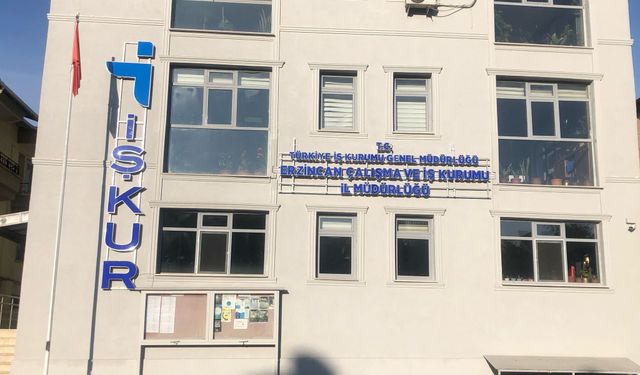 İŞKUR
T.C.
TÜRKİYE İŞ KURUMU GENEL MÜDÜRLÜĞÜ
ERZİNCAN ÇALIŞMA VE İŞ KURUMU
İL MÜDÜRLÜĞÜ